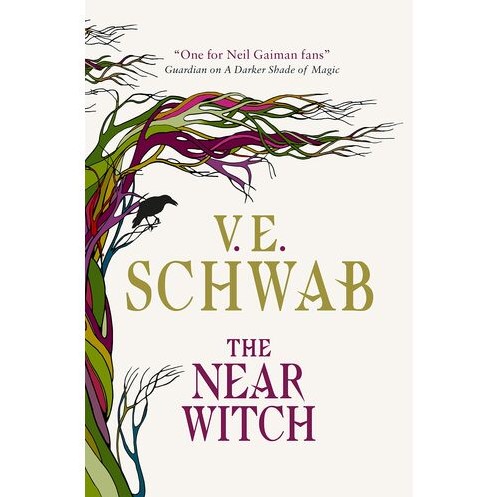 “One for Neil Gaiman fans”
Guardian on A Darker Shade of Magic
V. E.
SCHWAB
THE
NEAR
WITCH